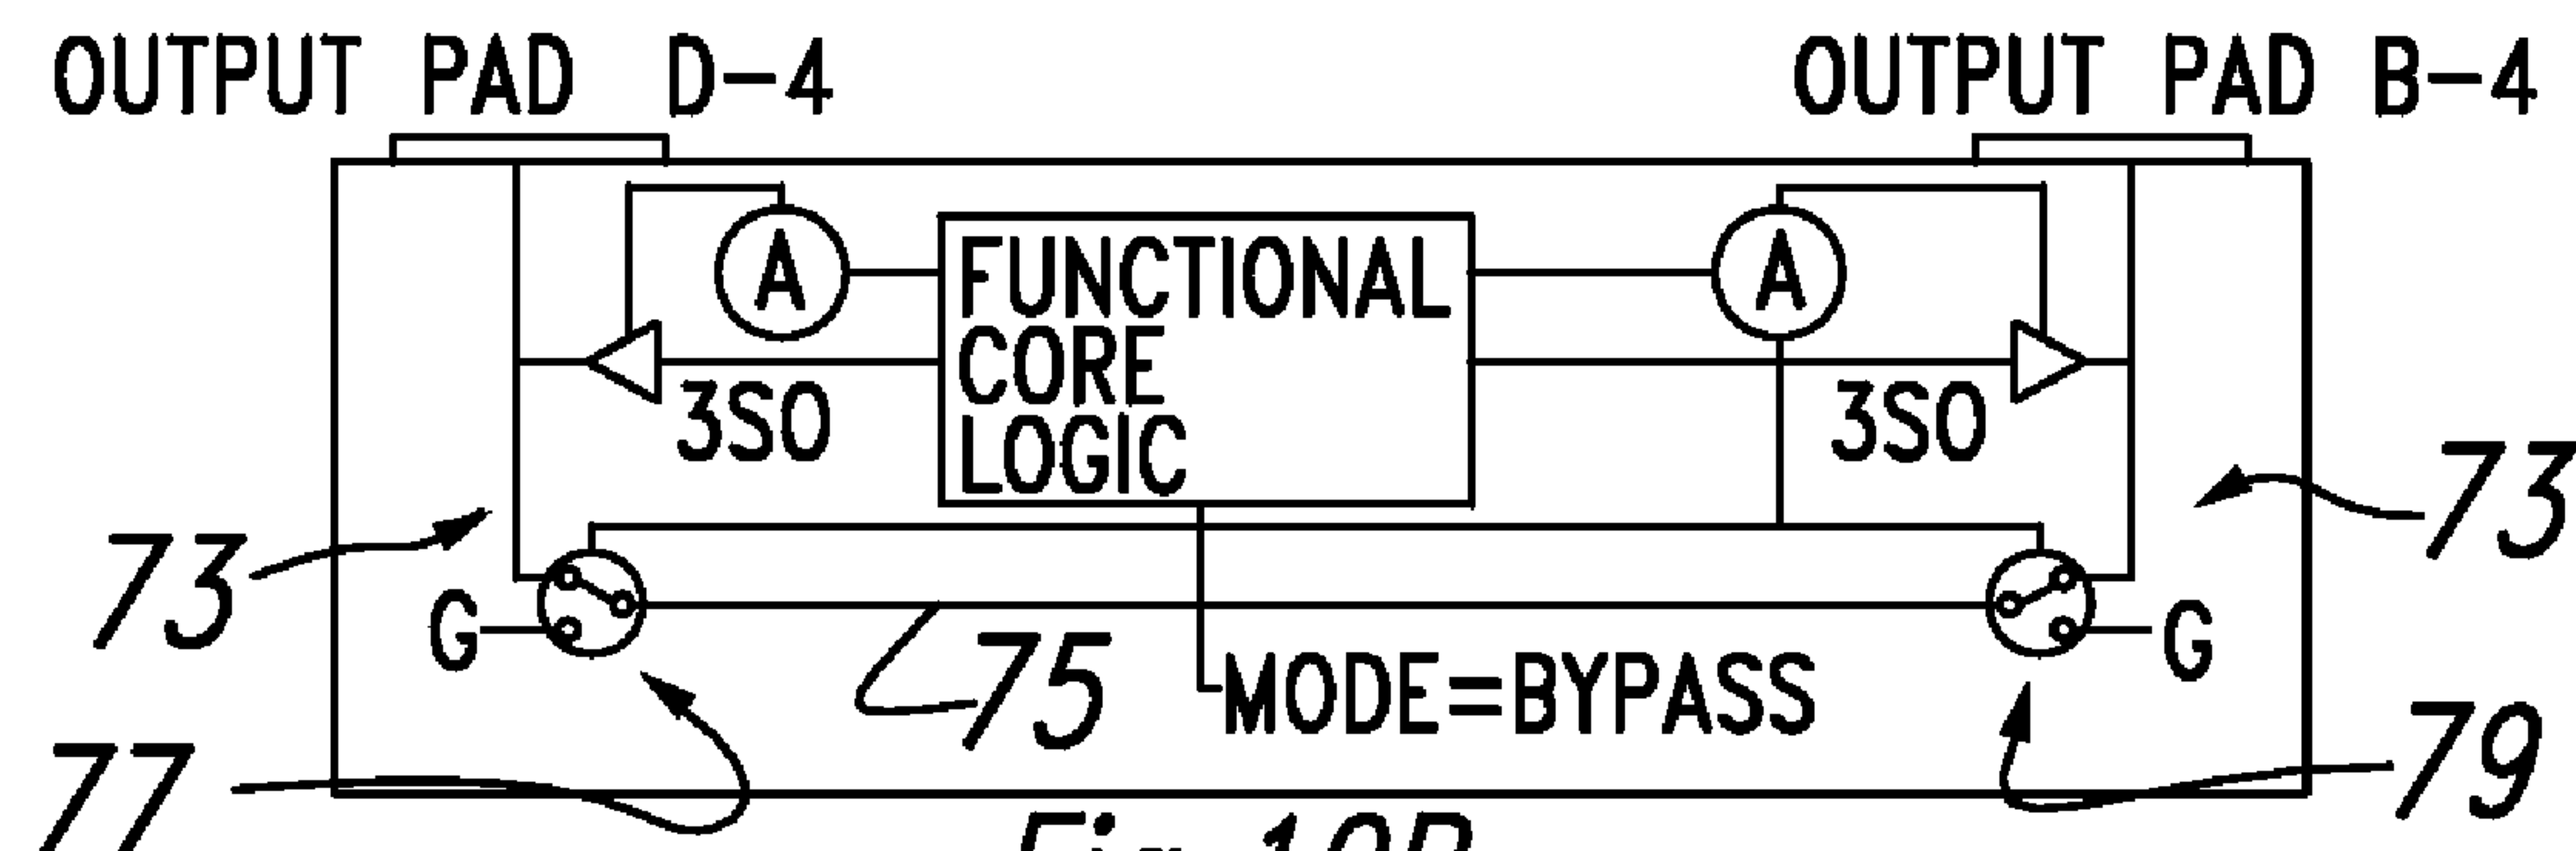 OUTPUT PAD D-4
OUTPUT PAD B-4
A
FUNCTIONAL
CORE
LOGIC
A
3SO
3SO
73
73
G
G
75
MODE=BYPASS
77
79